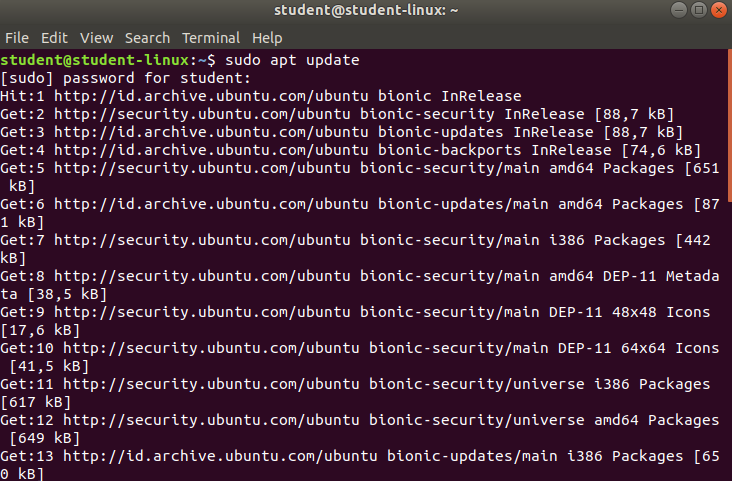 student@student-linux: ~
File Edit View Search Terminal Help
student@student-linux:~$ sudo apt update
[sudo] password for student:
Hit:1 http://id.archive.ubuntu.com/ubuntu bionic InRelease
Get:2 http://security.ubuntu.com/ubuntu bionic-security InRelease [88,7 kB]
Get:3 http://id.archive.ubuntu.com/ubuntu bionic-updates InRelease [88,7 kB]
Get:4 http://id.archive.ubuntu.com/ubuntu bionic-backports InRelease [74,6 kB]
Get:5 http://security.ubuntu.com/ubuntu bionic-security/main amd64 Packages [651
 kB]
Get:6 http://id.archive.ubuntu.com/ubuntu bionic-updates/main amd64 Packages [87
1 kB]
Get:7 http://security.ubuntu.com/ubuntu bionic-security/main i386 Packages [442
kB]
Get:8 http://security.ubuntu.com/ubuntu bionic-security/main amd64 DEP-11 Metada
ta [38,5 kB]
Get:9 http://security.ubuntu.com/ubuntu bionic-security/main DEP-11 48x48 Icons
[17,6 kB]
Get:10 http://security.ubuntu.com/ubuntu bionic-security/main DEP-11 64x64 Icons
 [41,5 kB]
Get:11 http://security.ubuntu.com/ubuntu bionic-security/universe i386 Packages
[617 kB]
Get:12 http://security.ubuntu.com/ubuntu bionic-security/universe amd64 Packages
 [649 kB]
Get:13 http://id.archive.ubuntu.com/ubuntu bionic-updates/main i386 Packages [65
0 kB]